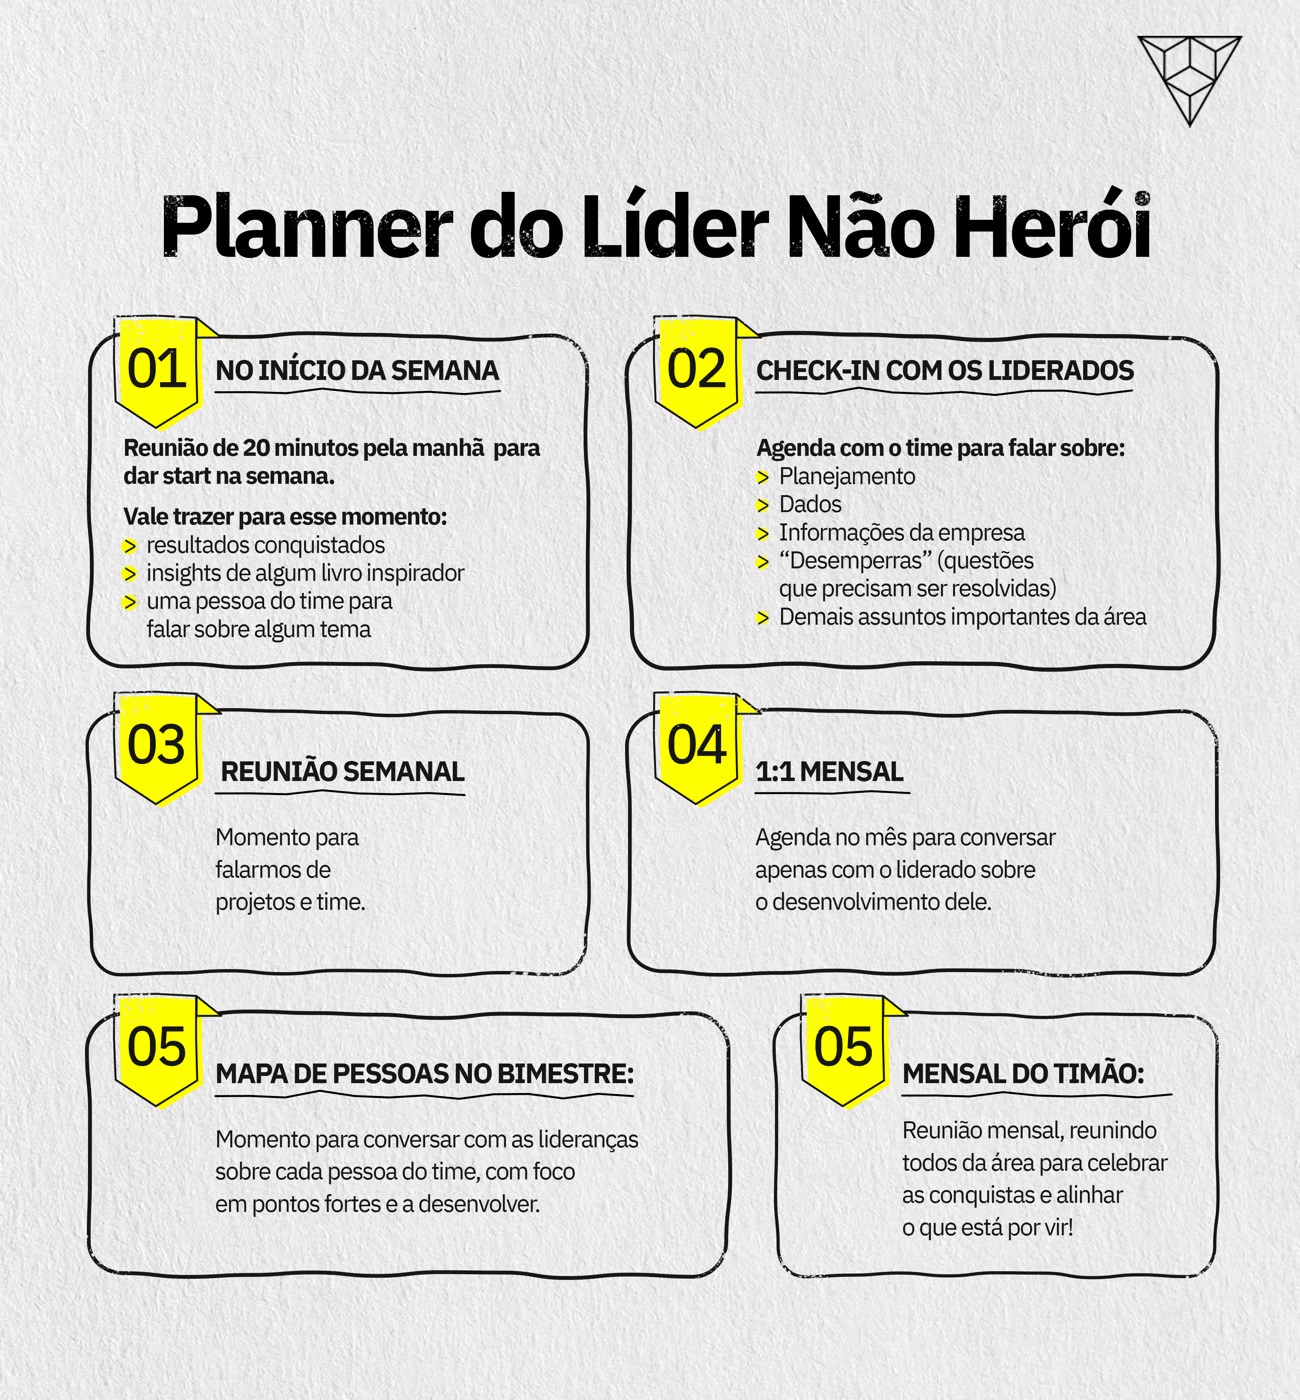 Planner do Líder Não Herói
01
NO INÍCIO DA SEMANA
Reunião de 20 minutos pela manhã para
dar start na semana.
Vale trazer para esse momento:
> resultados conquistados
> insights de algum livro inspirador
> uma pessoa do time para
falar sobre algum tema
02
CHECK-IN COM OS LIDERADOS
Agenda com o time para falar sobre:
> Planejamento
> Dados
> Informações da empresa
> “Desemperras” (questões
que precisam ser resolvidas)
> Demais assuntos importantes da área
03
REUNIÃO SEMANAL
Momento para
falarmos de
projetos e time.
04
1:1 MENSAL
Agenda no mês para conversar
apenas com o liderado sobre
o desenvolvimento dele.
05
MAPA DE PESSOAS NO BIMESTRE:
Momento para conversar com as lideranças
sobre cada pessoa do time, com foco
em pontos fortes e a desenvolver.
05
MENSAL DO TIMÃO:
Reunião mensal, reunindo
todos da área para celebrar
as conquistas e alinhar
o que está por vir!